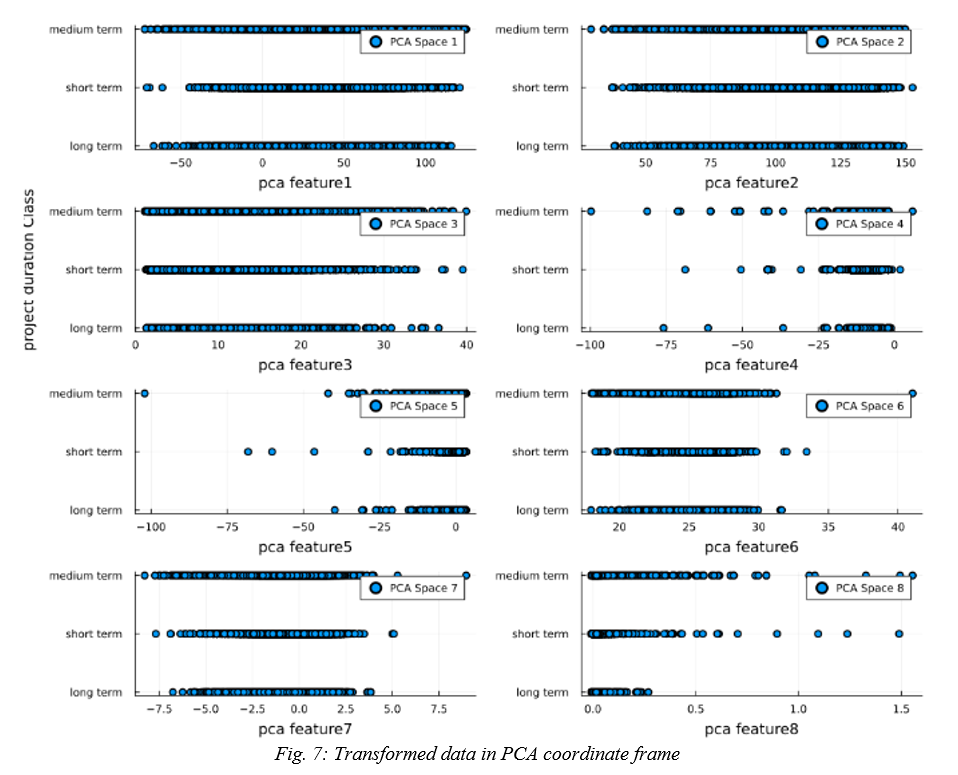 medium term
short term
long term
PCA Space 1
−50 0 50 100
pca feature1
medium term
short term
long term
PCA Space 2
50 75 100 125 150
pca feature2
project duration Class
medium term
short term
long term
PCA Space 3
0 10 20 30 40
pca feature3
medium term
short term
long term
PCA Space 4
−100 −75 −50 −25 0
pca feature4
medium term
short term
long term
PCA Space 5
−100 −75 −50 −25 0
pca feature5
medium term
short term
long term
PCA Space 6
20 25 30 35 40
pca feature6
medium term
short term
long term
PCA Space 7
−7.5 −5.0 −2.5 0.0 2.5 5.0 7.5
pca feature7
medium term
short term
long term
PCA Space 8
0.0 0.5 1.0 1.5
pca feature8
Fig. 7: Transformed data in PCA coordinate frame